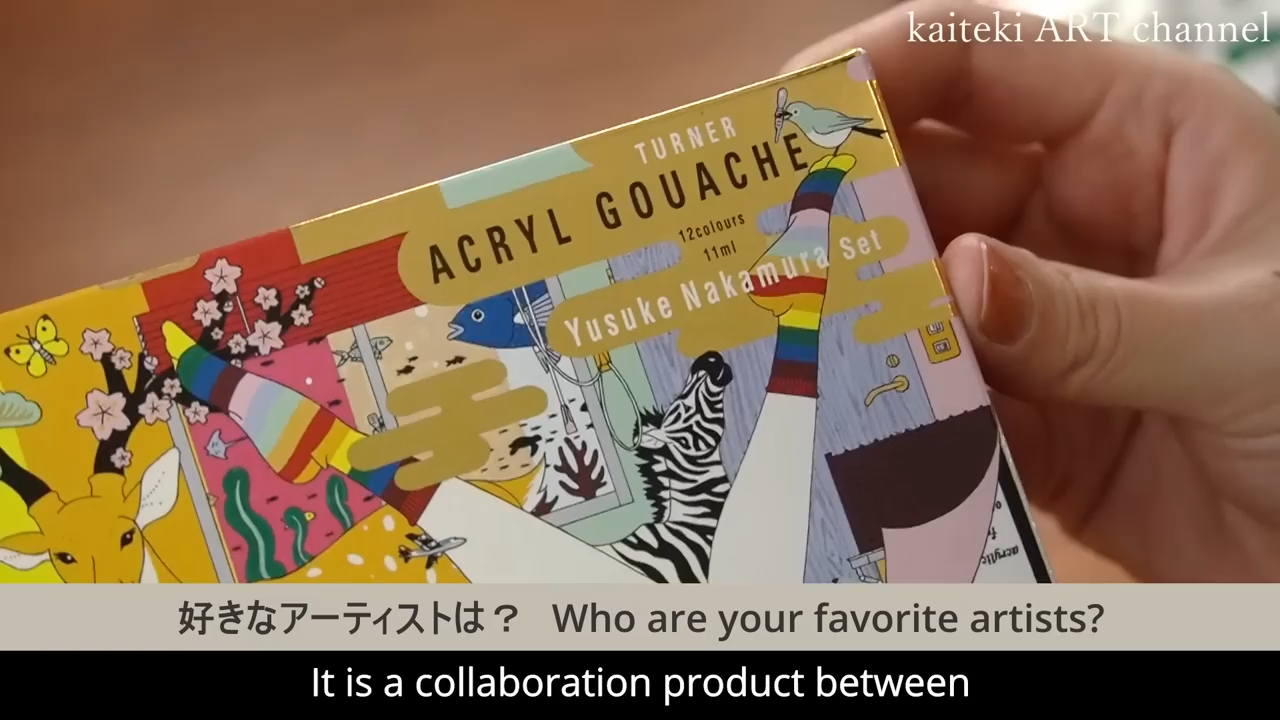 kaiteki ART channel
TURNER
ACRYL GOUACHE
12colours
11ml
Yusuke Nakamura Set
acrylic
好きなアーティストは？ Who are your favorite artists?
It is a collaboration product between